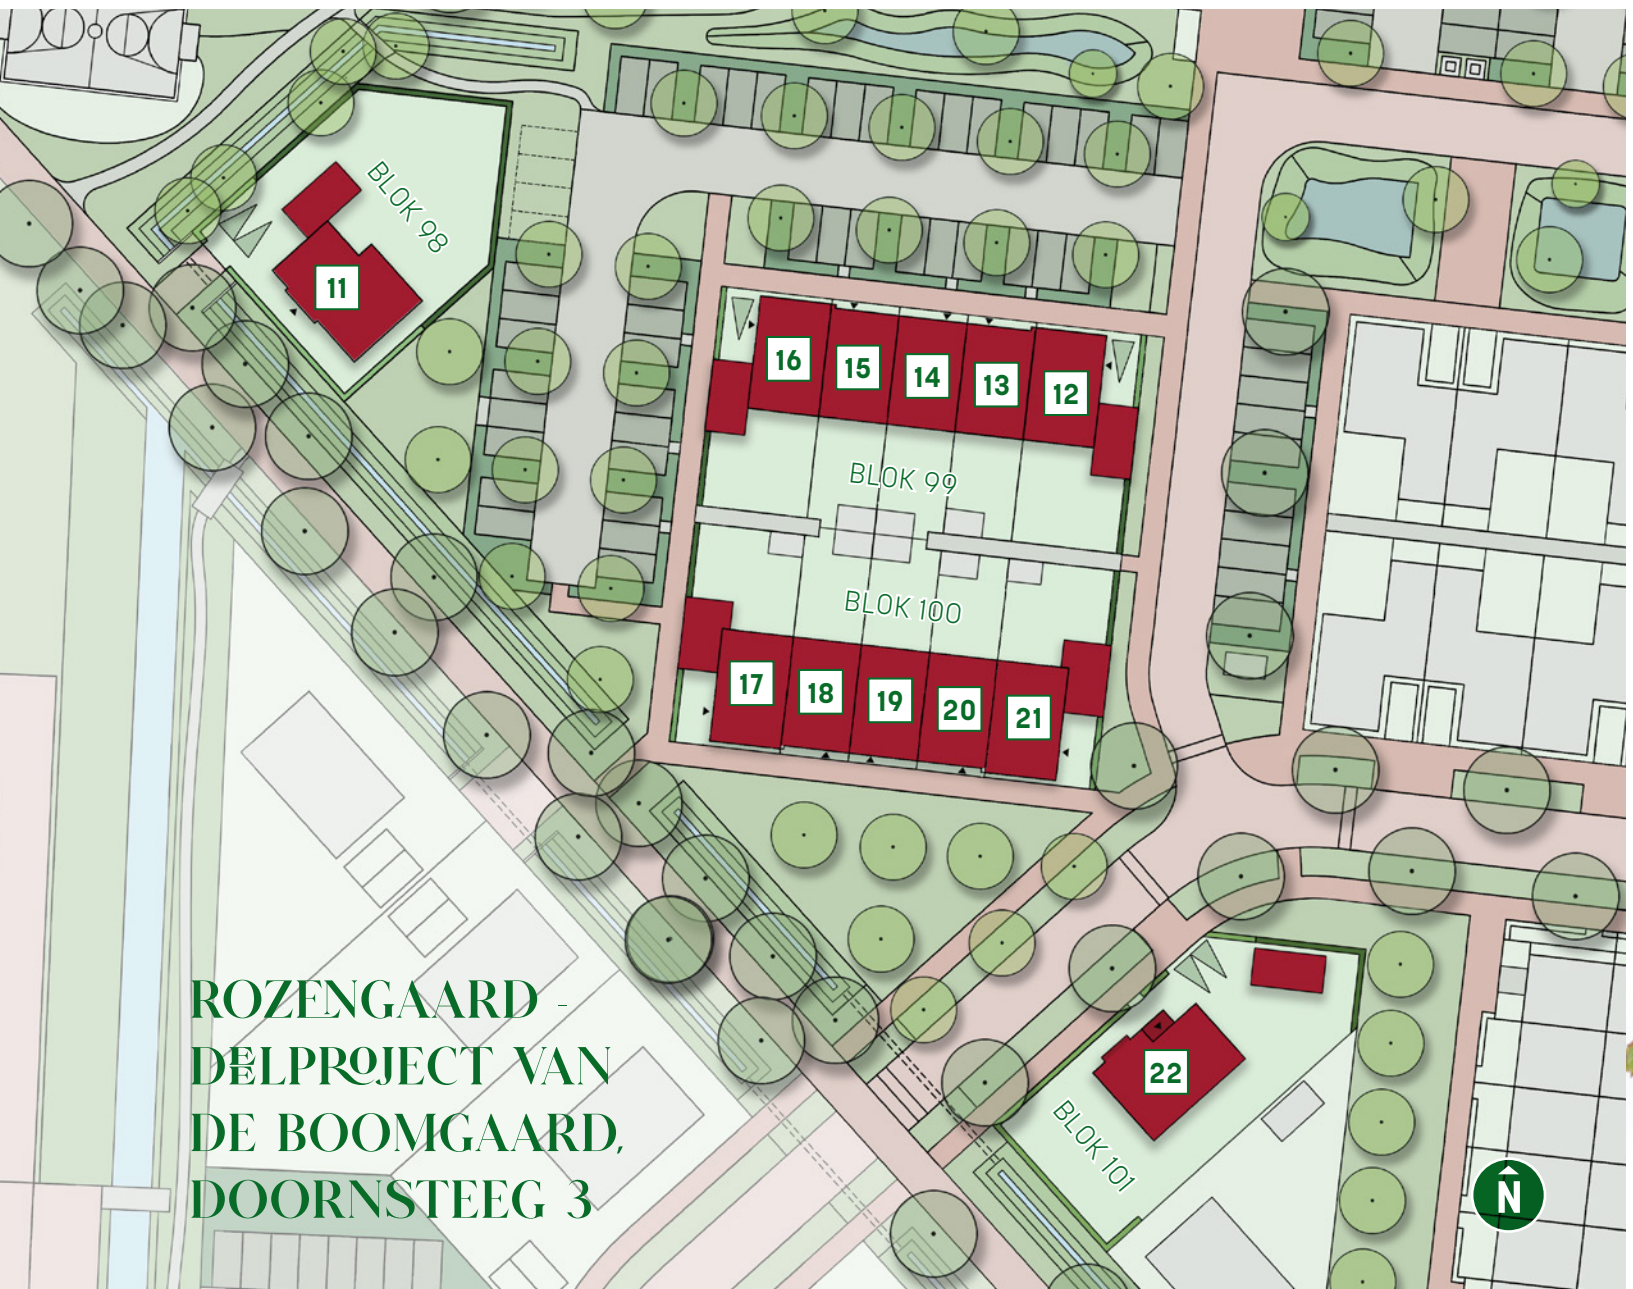 BLOK 98
11
16
15
14
13
12
BLOK 99
BLOK 100
17
18
19
20
21
22
BLOK 101
ROZENGAARD -
DEELPROJECT VAN
DE BOOMGAARD,
DOORNSTEEG 3
N